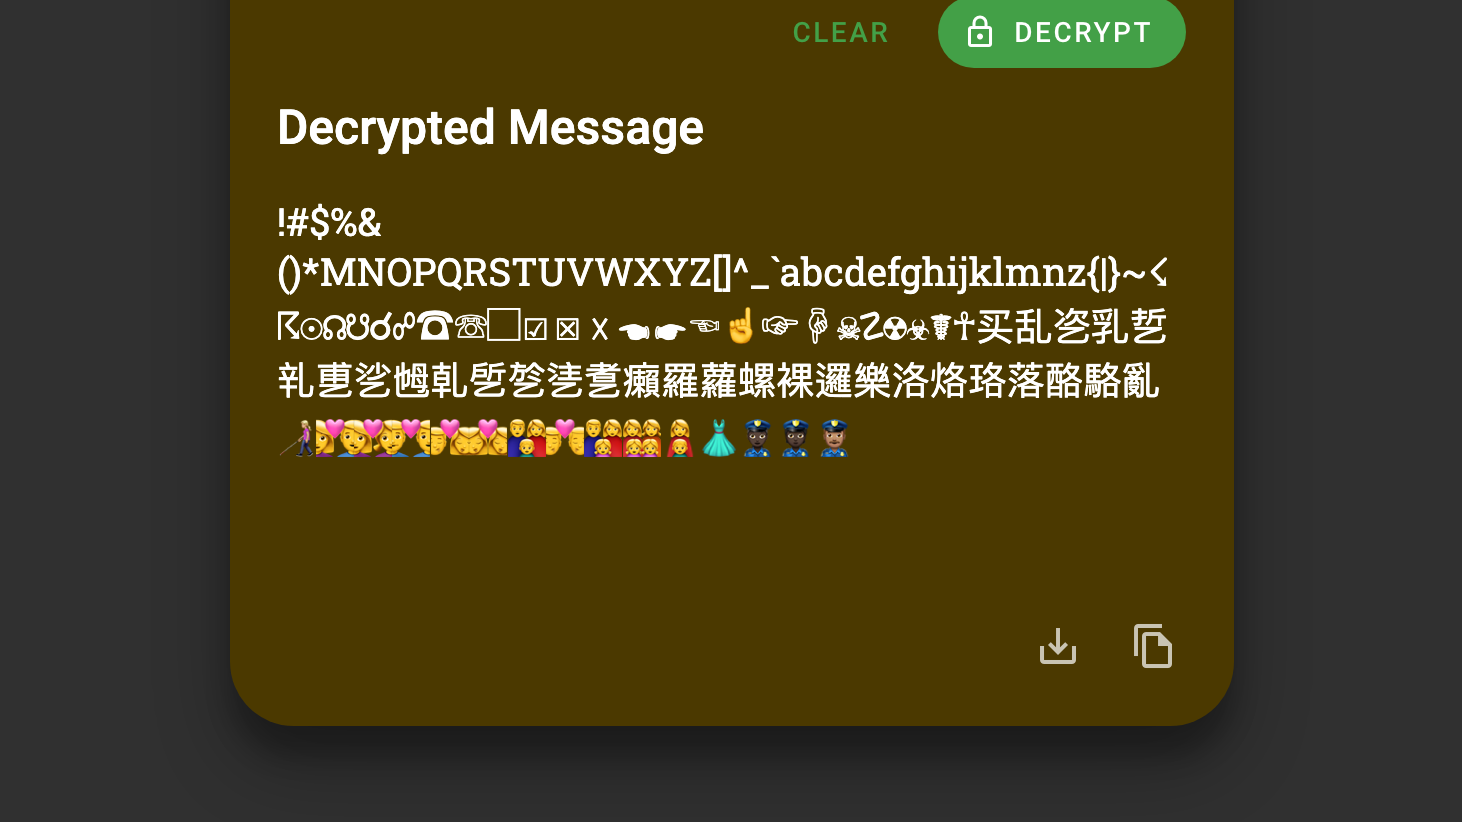 CLEAR
DECRYPT
Decrypted Message
!#$%&
()*MNOPQRSTUVWXYZ[]^_`abcdefghijklmnz{|}~☇
☈☉☊☋☌☍☎☏☐☑☒☓☚☛☜☝☞☟☠☡☢☣☤☥买乱乲乳乴
乵乶乷乸乹乺乻乼乽癩羅蘿螺裸邏樂洛烙珞落酪駱亂